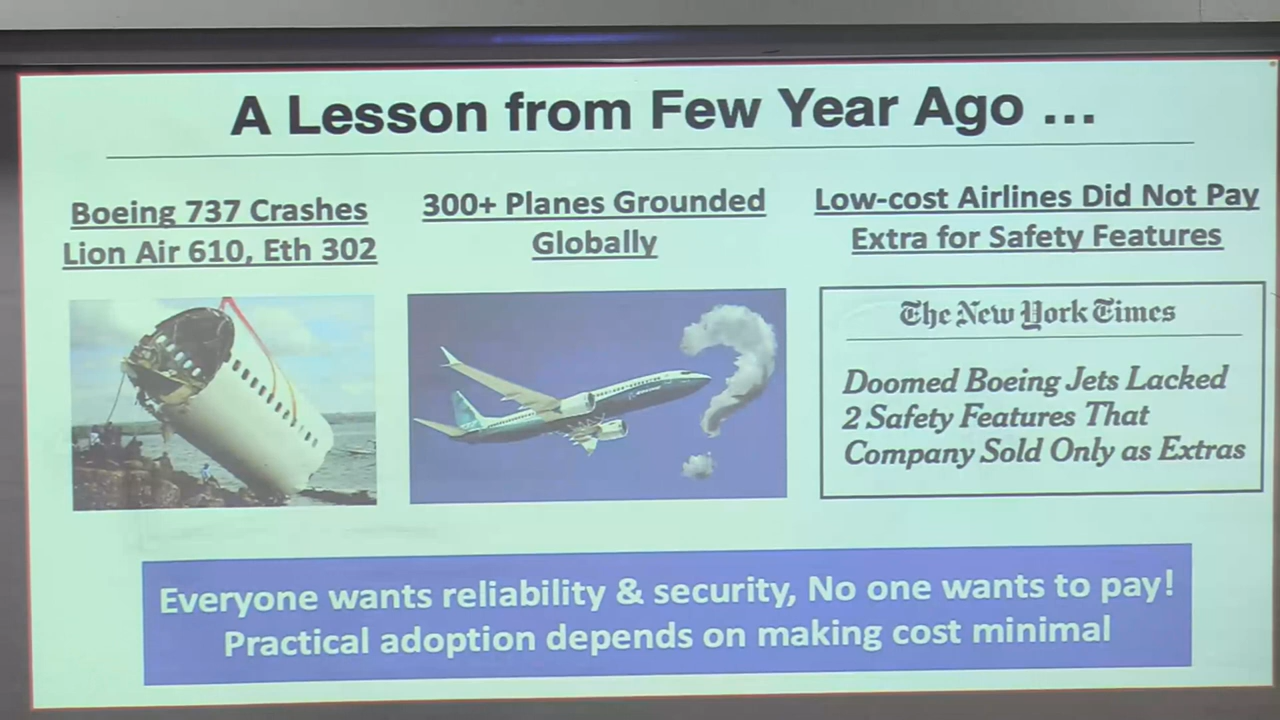 A Lesson from Few Year Ago ...
Boeing 737 Crashes
Lion Air 610, Eth 302
300+ Planes Grounded
Globally
Low-cost Airlines Did Not Pay
Extra for Safety Features
The New York Times
Doomed Boeing Jets Lacked
2 Safety Features That
Company Sold Only as Extras
Everyone wants reliability & security, No one wants to pay!
Practical adoption depends on making cost minimal